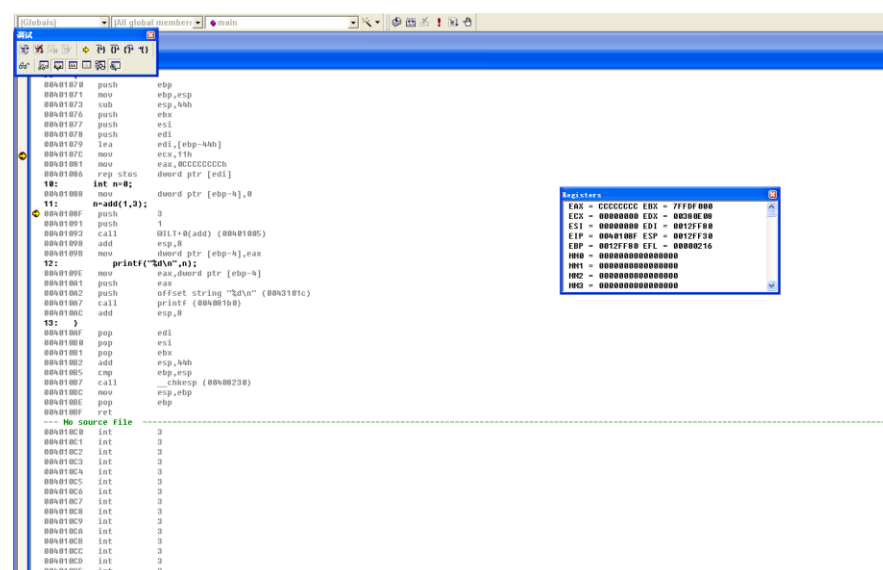 (Globals)
[All global member:
main
调试
00401070 push ebp
00401071 mov ebp,esp
00401073 sub esp,44h
00401076 push ebx
00401077 push esi
00401078 push edi
00401079 lea edi,[ebp-44h]
0040107C mov ecx,11h
00401081 mov eax,0CCCCCCCCh
00401086 rep stos dword ptr [edi]
10: int n=0;
00401088 mov dword ptr [ebp-4],0
11: n=add(1,3);
0040108F push 3
00401091 push 1
00401093 call @ILT+0(add) (00401005)
00401098 add esp,8
0040109B mov dword ptr [ebp-4],eax
12: printf("%d\n",n);
0040109E mov eax,dword ptr [ebp-4]
004010A1 push eax
004010A2 push offset string "%d\n" (0043101c)
004010A7 call printf (004081b0)
004010AC add esp,8
13: }
004010AF pop edi
004010B0 pop esi
004010B1 pop ebx
004010B2 add esp,44h
004010B5 cmp ebp,esp
004010B7 call __chkesp (00408230)
004010BC mov esp,ebp
004010BE pop ebp
004010BF ret
--- No source file
004010C0 int 3
004010C1 int 3
004010C2 int 3
004010C3 int 3
004010C4 int 3
004010C5 int 3
004010C6 int 3
004010C7 int 3
004010C8 int 3
004010C9 int 3
004010CA int 3
004010CB int 3
004010CC int 3
004010CD int 3
Registers
EAX = CCCCCCCC EBX = 7FFDF000
ECX = 00000000 EDX = 00380E08
ESI = 00000000 EDI = 0012FF80
EIP = 0040108F ESP = 0012FF30
EBP = 0012FF80 EFL = 00000216
MM0 = 0000000000000000
MM1 = 0000000000000000
MM2 = 0000000000000000
MM3 = 0000000000000000